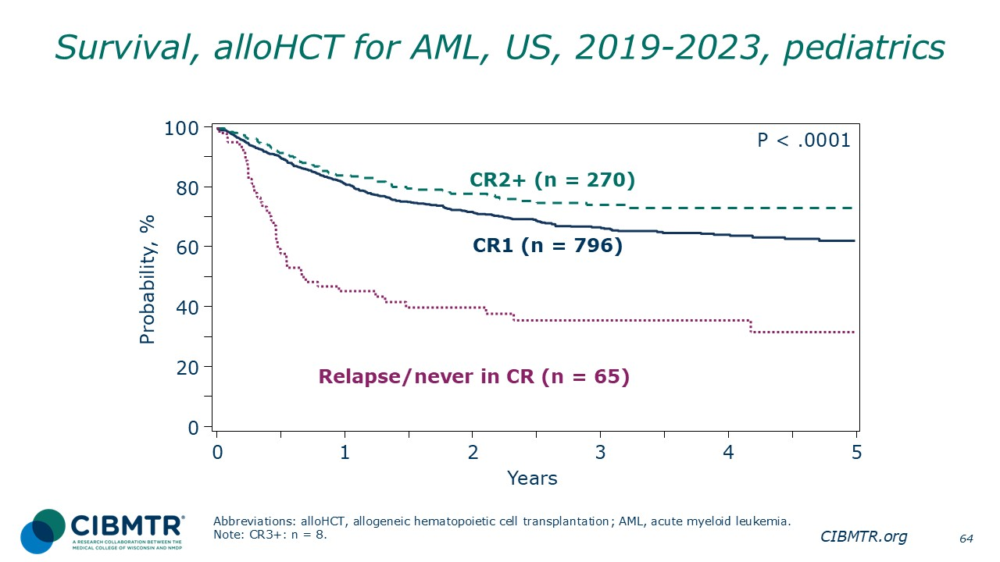 Survival, alloHCT for AML, US, 2019-2023, pediatrics
P < .0001
100
80
60
40
20
0
Probability, %
CR2+ (n = 270)
CR1 (n = 796)
Relapse/never in CR (n = 65)
0 1 2 3 4 5
Years
CIBMTR®
A RESEARCH COLLABORATION BETWEEN THE
MEDICAL COLLEGE OF WISCONSIN AND NMDP
Abbreviations: alloHCT, allogeneic hematopoietic cell transplantation; AML, acute myeloid leukemia.
Note: CR3+: n = 8.
CIBMTR.org
64